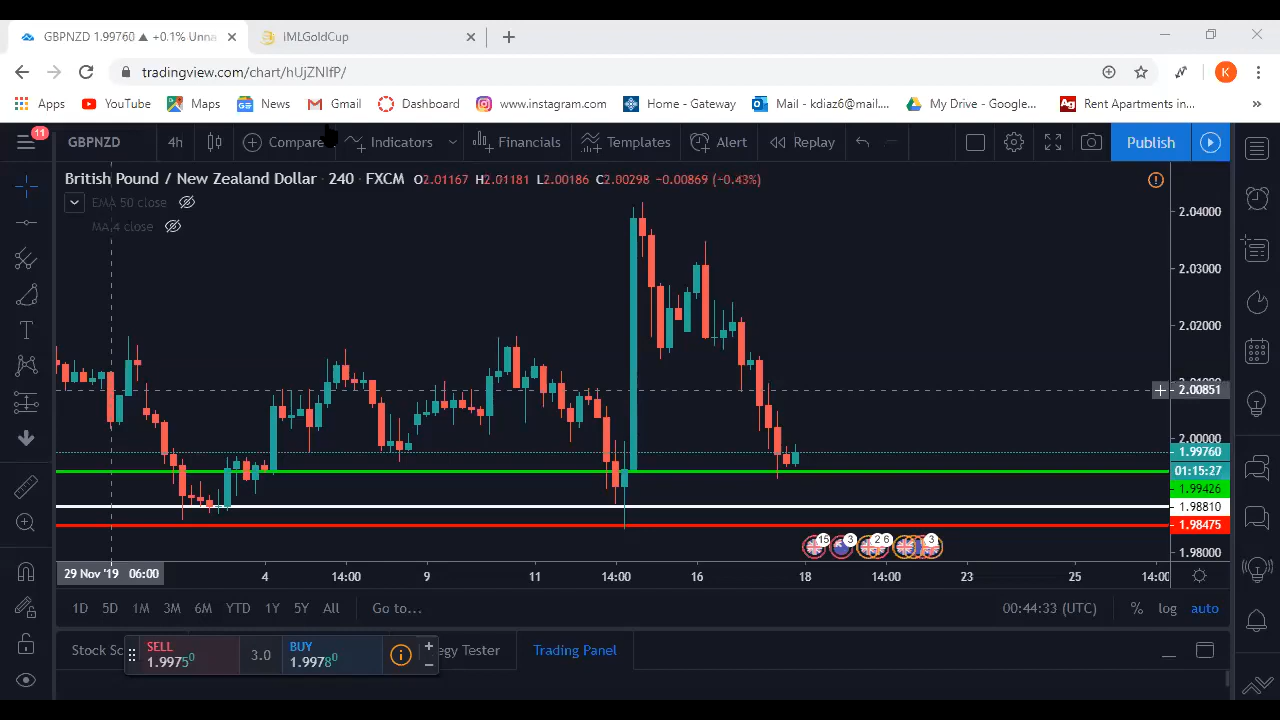 GBPNZD 1.99760 ▲ +0.1% Unna
IMLGoldCup
tradingview.com/chart/hUjZNIfP/
K
Apps YouTube Maps News Gmail Dashboard www.instagram.com Home - Gateway Mail - kalaz6@mail.... My Drive - Google... Rent Apartments in... »
11
GBPNZD 4h Compare Indicators Financials Templates Alert Replay Publish
British Pound / New Zealand Dollar · 240 · FXCM O2.01167 H2.01181 L2.00186 C2.00298 −0.00869 (−0.43%)
EMA 50 close
MA 4 close
2.04000
2.03000
2.02000
2.00851
2.00000
1.99760
01:15:27
1.99426
1.98810
1.98475
1.98000
15 3 2 6 3
29 Nov '19 06:00 4 14:00 9 11 14:00 16 18 14:00 23 25 14:00
1D 5D 1M 3M 6M YTD 1Y 5Y All Go to... 00:44:33 (UTC) % log auto
Stock Sc egy Tester Trading Panel
SELL
1.99750
3.0
BUY
1.99780